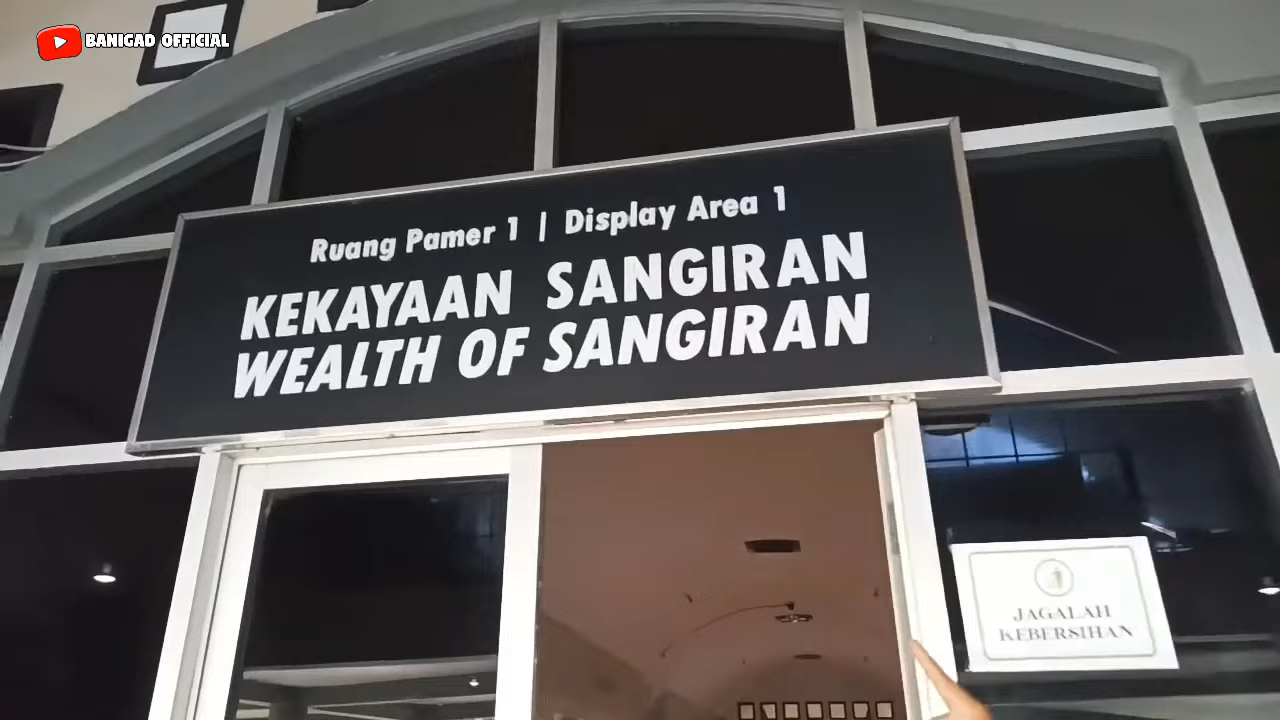 BANIGAD OFFICIAL
Ruang Pamer 1 | Display Area 1
KEKAYAAN SANGIRAN
WEALTH OF SANGIRAN
JAGALAH
KEBERSIHAN